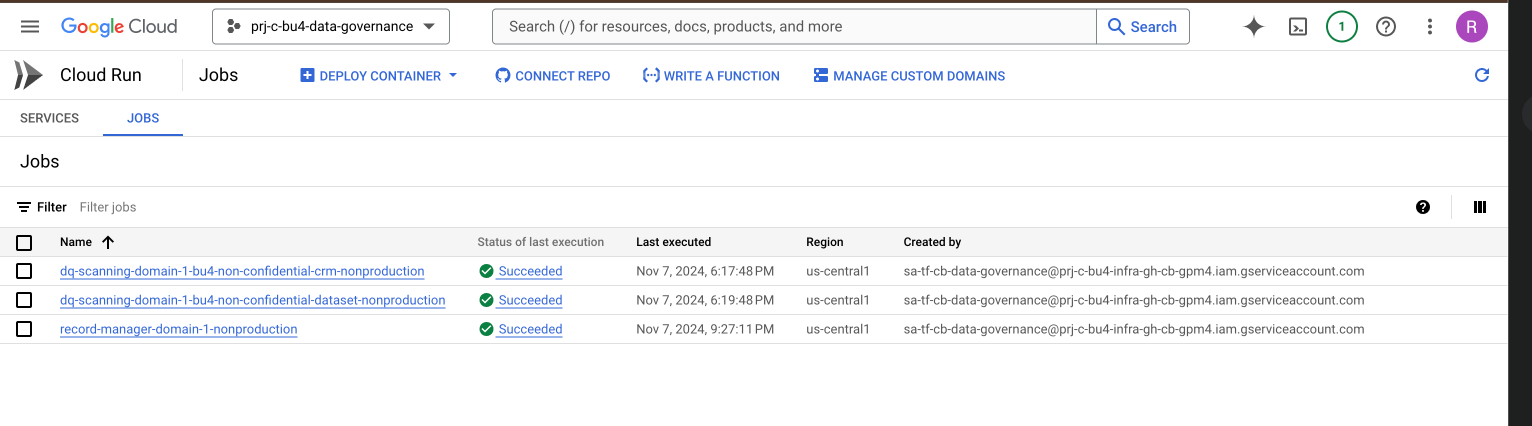 Google Cloud prj-c-bu4-data-governance Search (/) for resources, docs, products, and more Search 1 R
Cloud Run Jobs DEPLOY CONTAINER CONNECT REPO WRITE A FUNCTION MANAGE CUSTOM DOMAINS
SERVICES JOBS
Jobs
Filter Filter jobs
Name Status of last execution Last executed Region Created by
dq-scanning-domain-1-bu4-non-confidential-crm-nonproduction Succeeded Nov 7, 2024, 6:17:48 PM us-central1 sa-tf-cb-data-governance@prj-c-bu4-infra-gh-cb-gpm4.iam.gserviceaccount.com
dq-scanning-domain-1-bu4-non-confidential-dataset-nonproduction Succeeded Nov 7, 2024, 6:19:48 PM us-central1 sa-tf-cb-data-governance@prj-c-bu4-infra-gh-cb-gpm4.iam.gserviceaccount.com
record-manager-domain-1-nonproduction Succeeded Nov 7, 2024, 9:27:11 PM us-central1 sa-tf-cb-data-governance@prj-c-bu4-infra-gh-cb-gpm4.iam.gserviceaccount.com